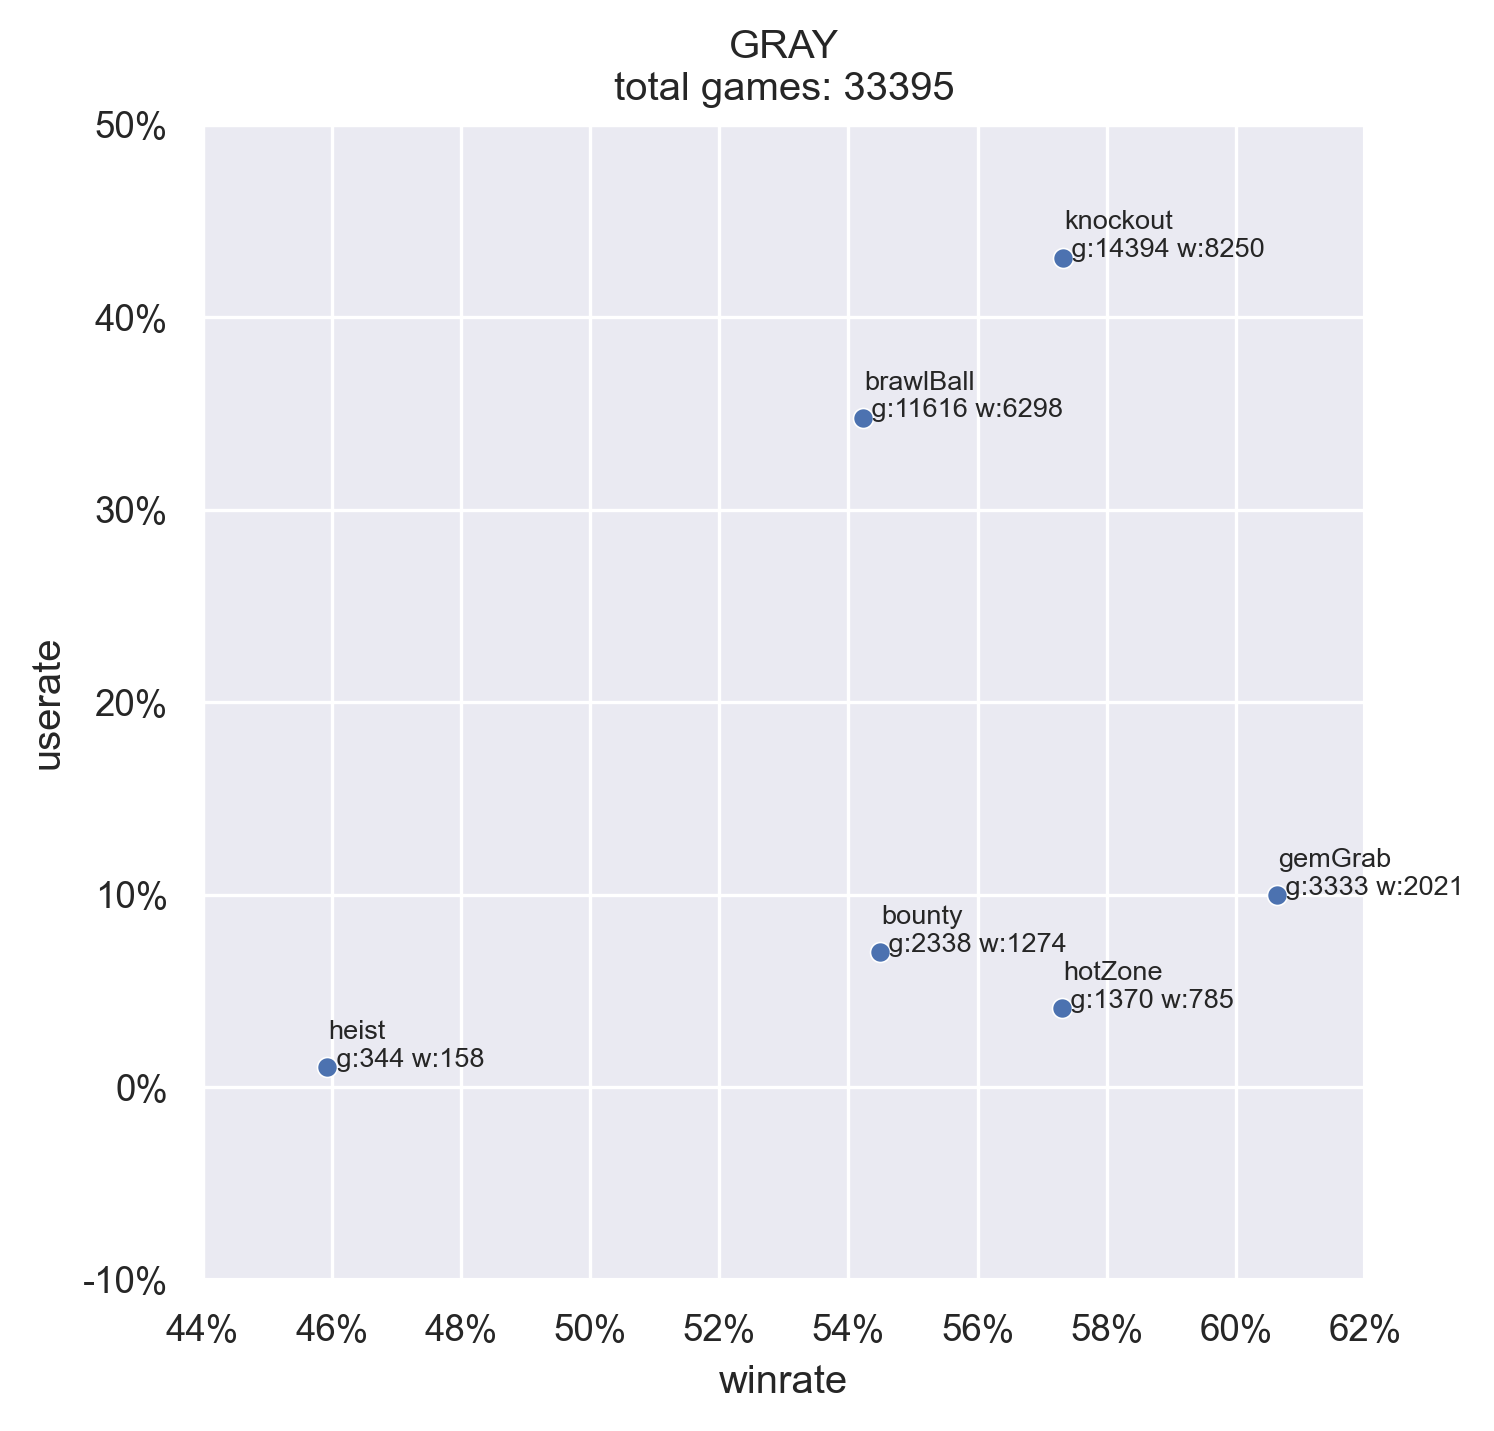 GRAY
total games: 33395
50%
40%
30%
20%
10%
0%
-10%
userate
knockout
g:14394 w:8250
brawlBall
g:11616 w:6298
gemGrab
g:3333 w:2021
bounty
g:2338 w:1274
hotZone
g:1370 w:785
heist
g:344 w:158
44% 46% 48% 50% 52% 54% 56% 58% 60% 62%
winrate